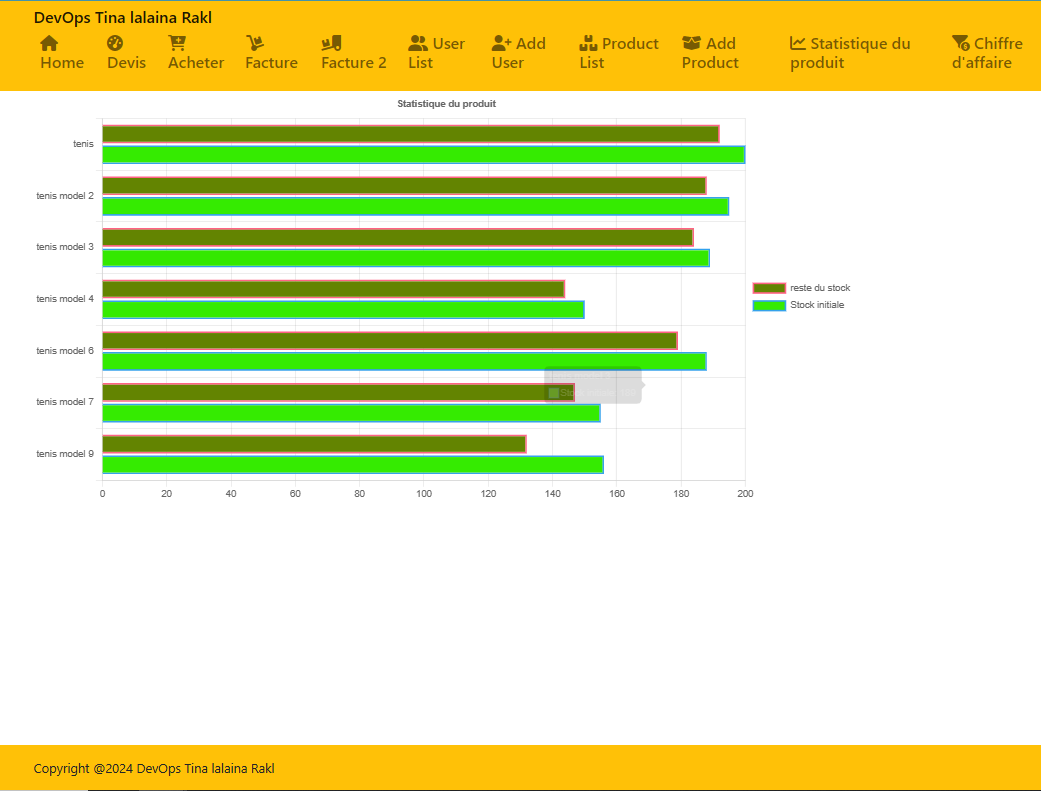 DevOps Tina lalaina Rakl
Home
Devis
Acheter
Facture
Facture 2
User
List
Add
User
Product
List
Add
Product
Statistique du
produit
Chiffre
d'affaire
Statistique du produit
tenis
tenis model 2
tenis model 3
tenis model 4
tenis model 6
tenis model 7
tenis model 9
0 20 40 60 80 100 120 140 160 180 200
reste du stock
Stock initiale
Copyright @2024 DevOps Tina lalaina Rakl